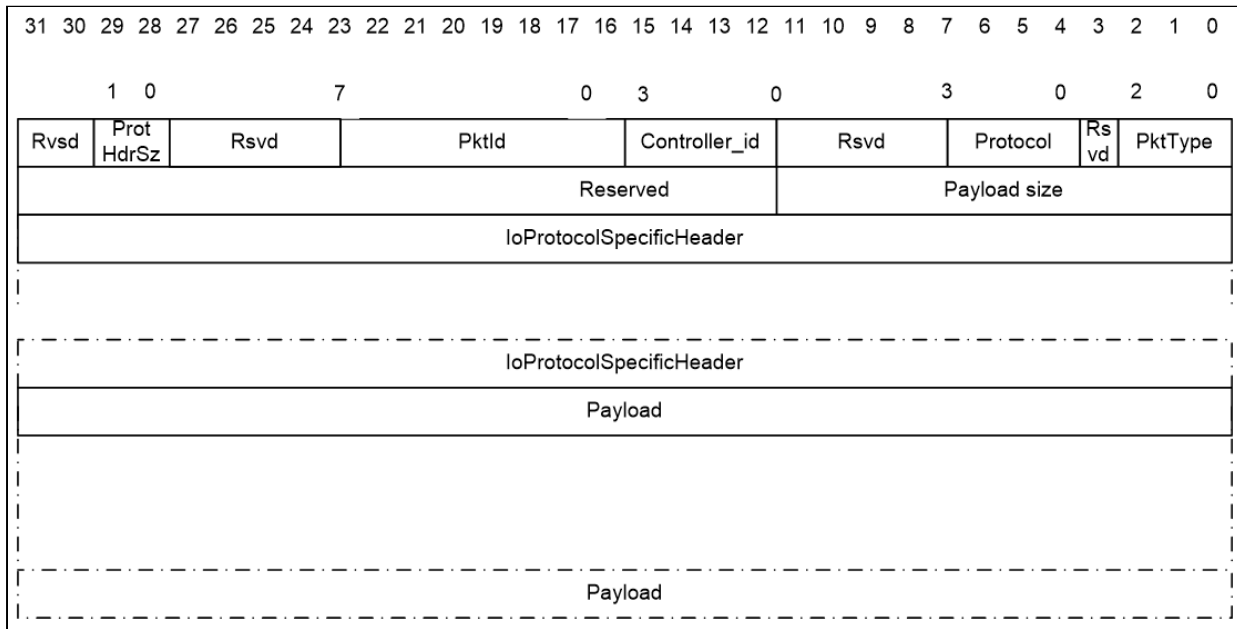 31 30 29 28 27 26 25 24 23 22 21 20 19 18 17 16 15 14 13 12 11 10 9 8 7 6 5 4 3 2 1 0
1 0 7 0 3 0 3 0 2 0
Rvsd Prot HdrSz Rsvd PktId Controller_id Rsvd Protocol Rs vd PktType
Reserved Payload size
IoProtocolSpecificHeader
IoProtocolSpecificHeader
Payload
Payload